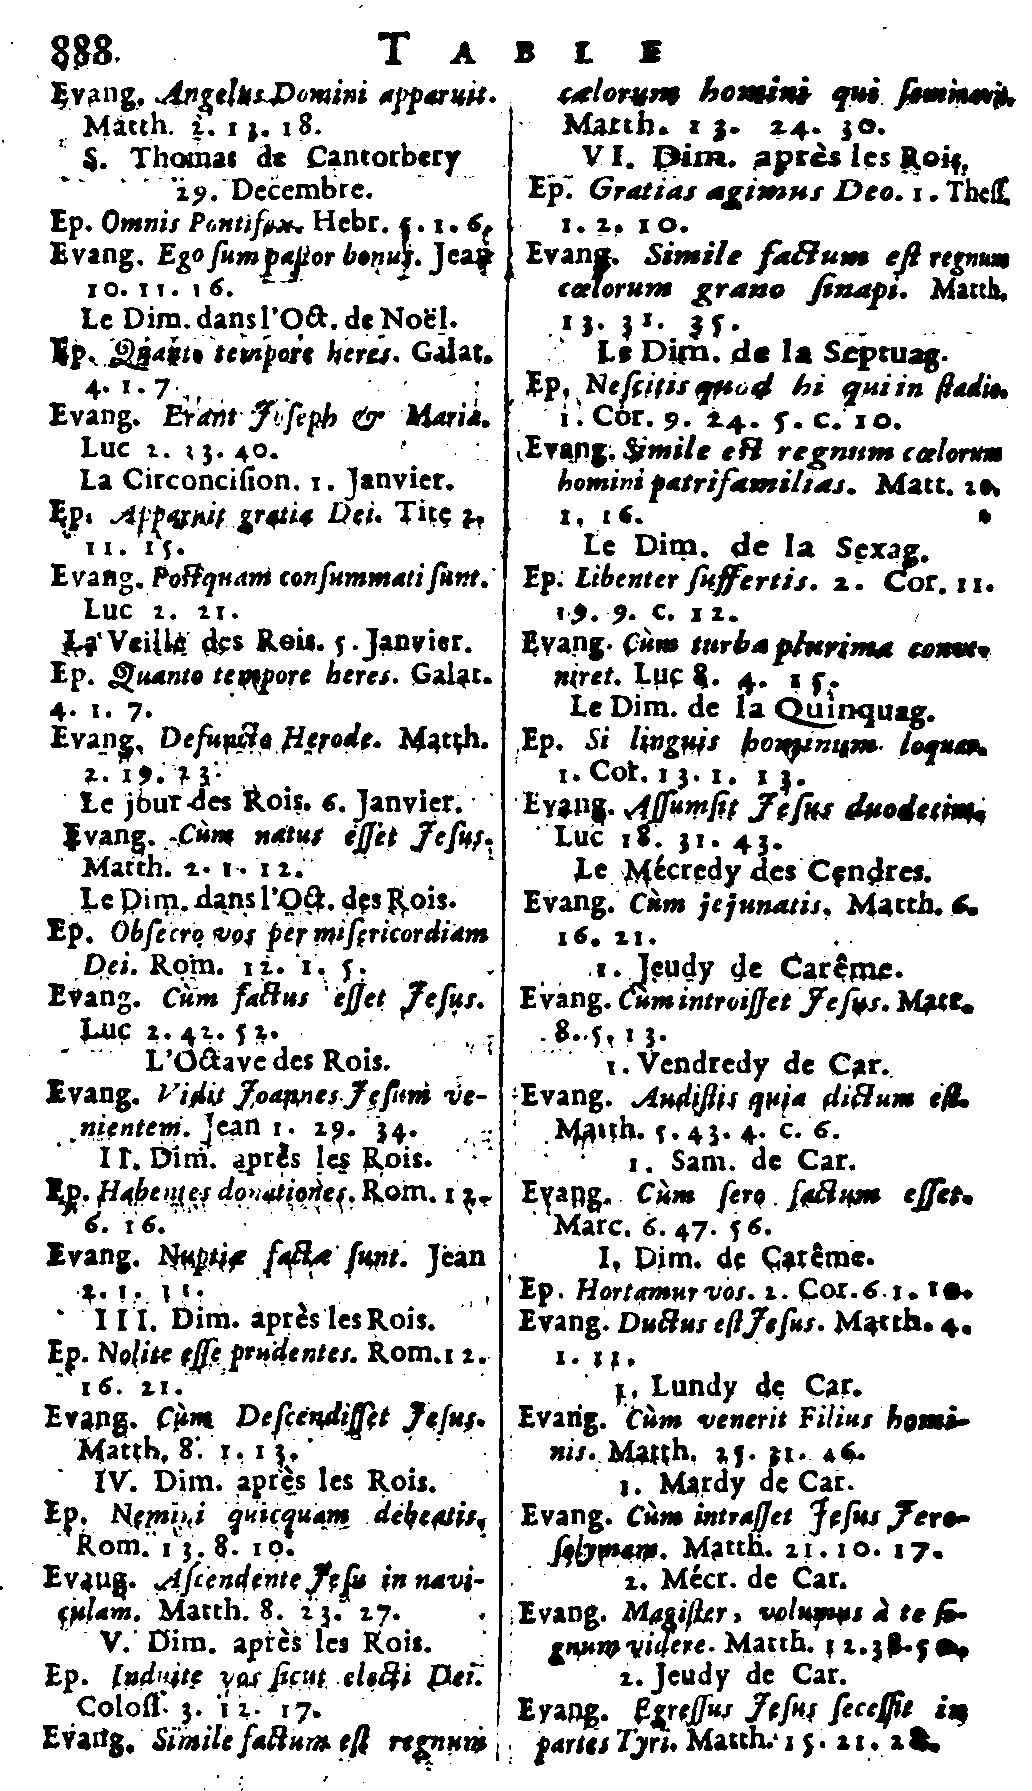 888. TABLE
Evang. Angelus Domini apparuit.
Matth. 2. 13. 18.
S. Thomas de Cantorbery
29. Decembre.
Ep. Omnis Pontifex. Hebr. 5. 1. 6.
Evang. Ego sum pastor bonus. Jean
10. 11. 16.
Le Dim. dans l'Oct. de Noël.
Ep. Quanto tempore heres. Galat.
4. 1. 7.
Evang. Erant Joseph & Maria.
Luc 2. 33. 40.
La Circoncision. 1. Janvier.
Ep. Apparuit gratia Dei. Tite 2.
11. 15.
Evang. Postquam consummati sunt.
Luc 2. 21.
La Veille des Rois. 5. Janvier.
Ep. Quanto tempore heres. Galat.
4. 1. 7.
Evang. Defuncto Herode. Matth.
2. 19. 23.
Le jour des Rois. 6. Janvier.
Evang. Cùm natus esset Jesus.
Matth. 2. 1. 12.
Le Dim. dans l'Oct. des Rois.
Ep. Obsecro vos per misericordiam
Dei. Rom. 12. 1. 5.
Evang. Cùm factus esset Jesus.
Luc 2. 42. 52.
L'Octave des Rois.
Evang. Vidit Joannes Jesum ve-
nientem. Jean 1. 29. 34.
II. Dim. après les Rois.
Ep. Habentes donationes. Rom. 12.
6. 16.
Evang. Nuptiæ factæ sunt. Jean
2. 1. 11.
III. Dim. après les Rois.
Ep. Nolite esse prudentes. Rom. 12.
16. 21.
Evang. Cùm Descendisset Jesus.
Matth. 8. 1. 13.
IV. Dim. après les Rois.
Ep. Nemini quicquam debeatis.
Rom. 13. 8. 10.
Evang. Ascendente Jesu in navi-
culam. Matth. 8. 23. 27.
V. Dim. après les Rois.
Ep. Induite vos sicut electi Dei.
Coloss. 3. 12. 17.
Evang. Simile factum est regnum
cœlorum homini qui seminavit.
Matth. 13. 24. 30.
VI. Dim. après les Rois.
Ep. Gratias agimus Deo. 1. Thess.
1. 2. 10.
Evang. Simile factum est regnum
cœlorum grano sinapi. Matth.
13. 31. 35.
Le Dim. de la Septuag.
Ep. Nescitis quod hi qui in stadio.
1. Cor. 9. 24. 5. c. 10.
Evang. Simile est regnum cœlorum
homini patrifamilias. Matt. 20.
1. 16.
Le Dim. de la Sexag.
Ep. Libenter suffertis. 2. Cor. 11.
19. 9. c. 12.
Evang. Cùm turba plurima conve-
niret. Luc 8. 4. 15.
Le Dim. de la Quinquag.
Ep. Si linguis hominum loquar.
1. Cor. 13. 1. 13.
Evang. Assumsit Jesus duodecim.
Luc 18. 31. 43.
Le Mécredy des Cendres.
Evang. Cùm jejunatis. Matth. 6.
16. 21.
1. Jeudy de Carême.
Evang. Cùm introisset Jesus. Matt.
8. 5. 13.
1. Vendredy de Car.
Evang. Audistis quia dictum est.
Matth. 5. 43. 4. c. 6.
1. Sam. de Car.
Evang. Cùm sero factum esset.
Marc. 6. 47. 56.
I. Dim. de Carême.
Ep. Hortamur vos. 2. Cor. 6. 1. 10.
Evang. Ductus est Jesus. Matth. 4.
1. 11.
1. Lundy de Car.
Evang. Cùm venerit Filius homi-
nis. Matth. 25. 31. 46.
1. Mardy de Car.
Evang. Cùm intrasset Jesus Jero-
solymam. Matth. 21. 10. 17.
2. Mécr. de Car.
Evang. Magister, volumus à te si-
gnum videre. Matth. 12. 38. 50.
2. Jeudy de Car.
Evang. Egressus Jesus secessit in
partes Tyri. Matth. 15. 21. 28.